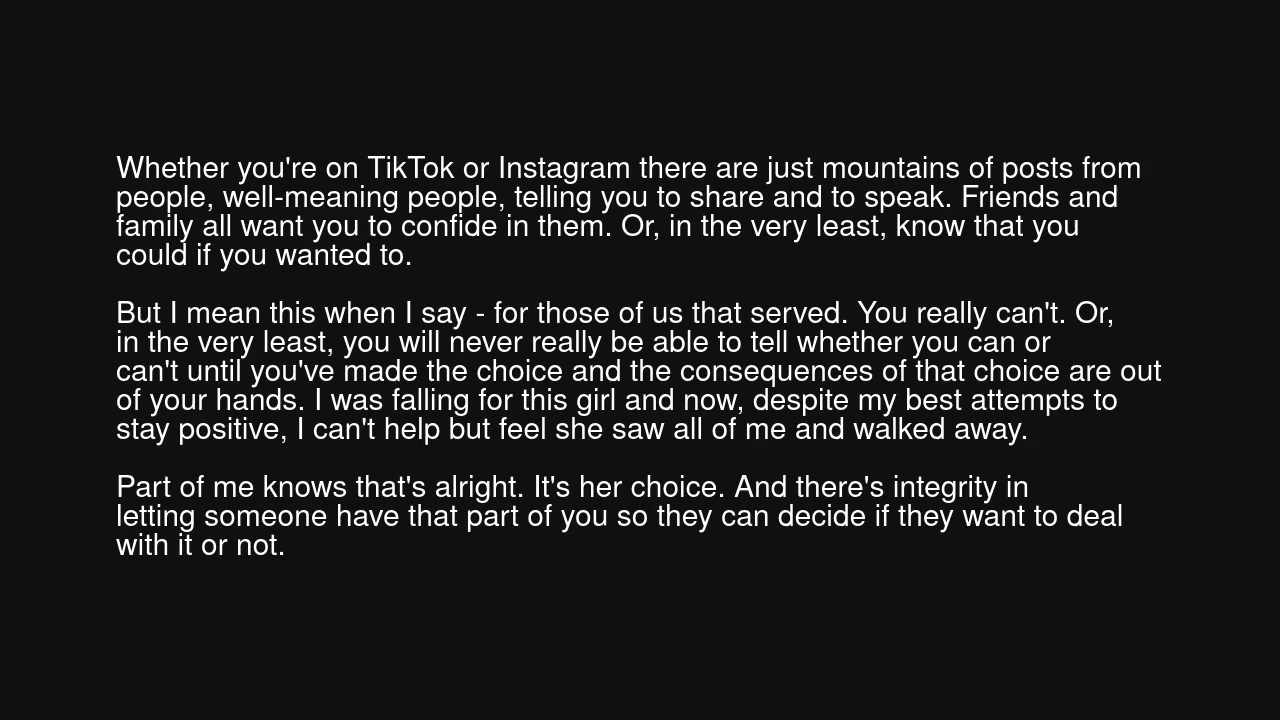 Whether you're on TikTok or Instagram there are just mountains of posts from
people, well-meaning people, telling you to share and to speak. Friends and
family all want you to confide in them. Or, in the very least, know that you
could if you wanted to.
But I mean this when I say - for those of us that served. You really can't. Or,
in the very least, you will never really be able to tell whether you can or
can't until you've made the choice and the consequences of that choice are out
of your hands. I was falling for this girl and now, despite my best attempts to
stay positive, I can't help but feel she saw all of me and walked away.
Part of me knows that's alright. It's her choice. And there's integrity in
letting someone have that part of you so they can decide if they want to deal
with it or not.